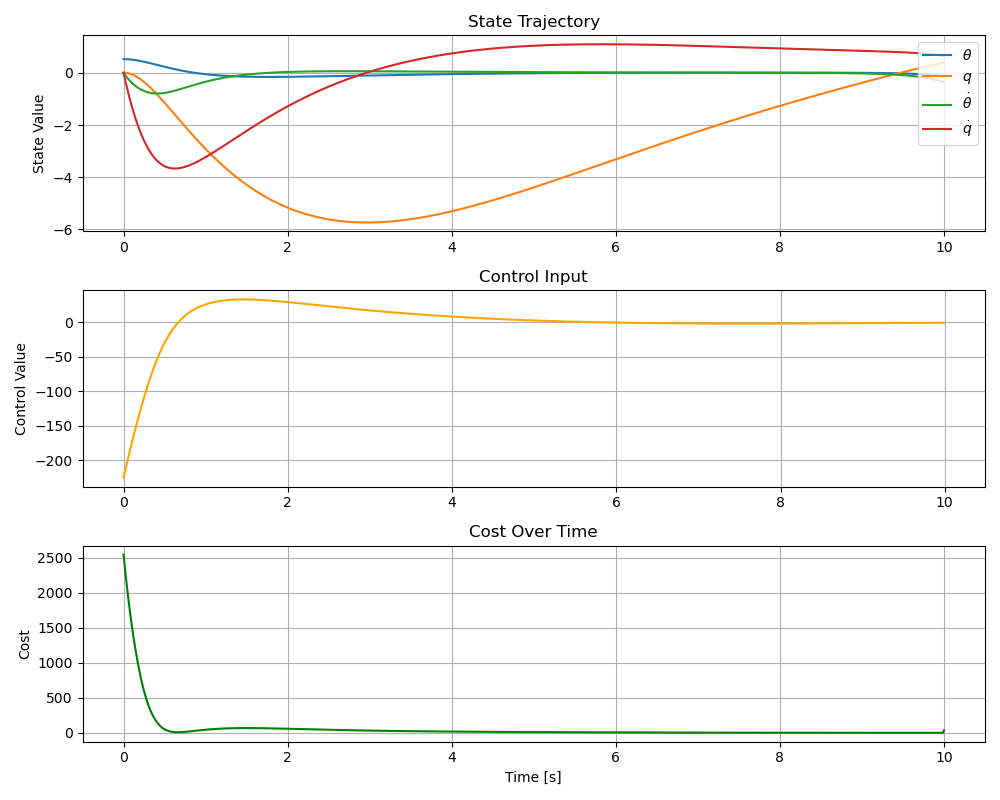 State Trajectory
State Value
0
−2
−4
−6
θ
q
θ̇
q̇
0 2 4 6 8 10
Control Input
Control Value
0
−50
−100
−150
−200
0 2 4 6 8 10
Cost Over Time
Cost
2500
2000
1500
1000
500
0
0 2 4 6 8 10
Time [s]